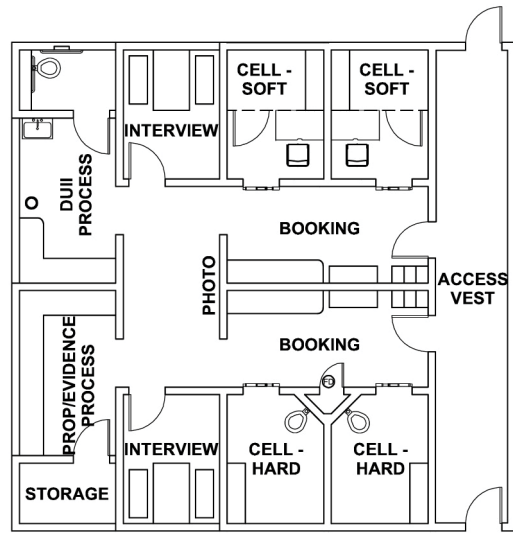 CELL -
SOFT
CELL -
SOFT
INTERVIEW
DUII
PROCESS
BOOKING
PHOTO
ACCESS
VEST
BOOKING
PROP/EVIDENCE
PROCESS
FD
INTERVIEW
CELL -
HARD
CELL -
HARD
STORAGE